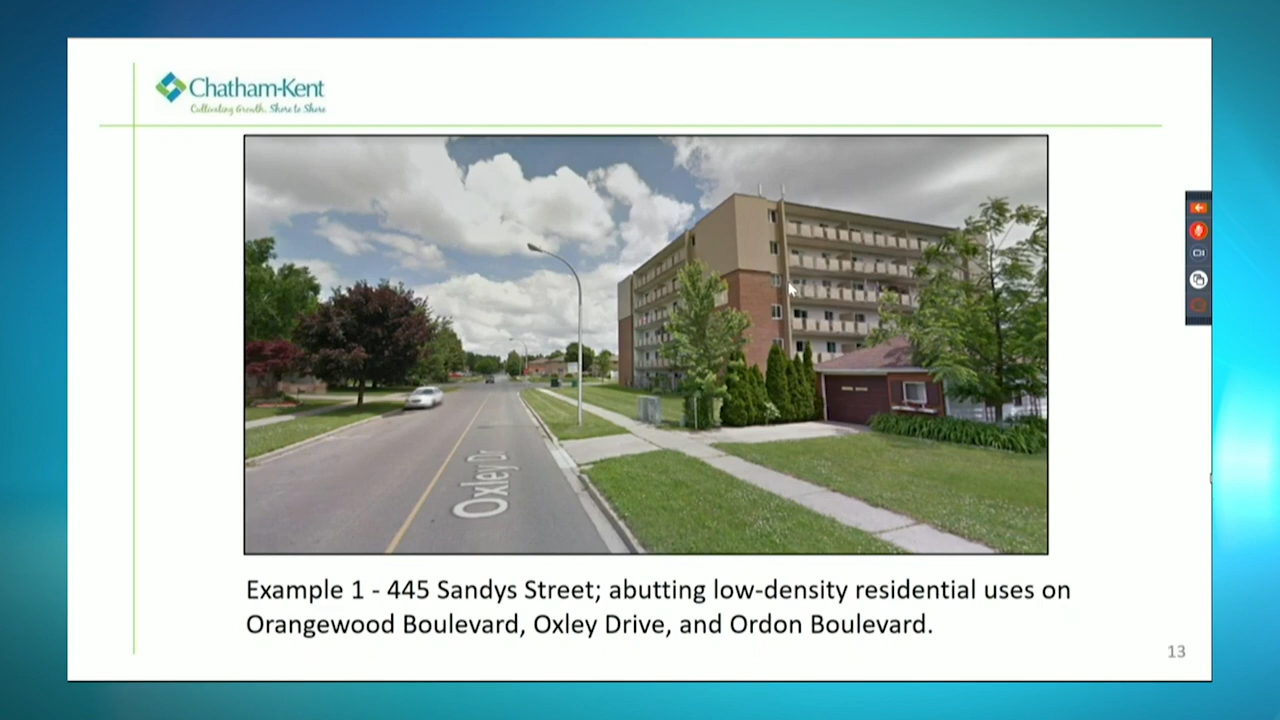 Chatham-Kent
Cultivating Growth, Shore to Shore
Oxley Dr
Example 1 - 445 Sandys Street; abutting low-density residential uses on
Orangewood Boulevard, Oxley Drive, and Ordon Boulevard.
13